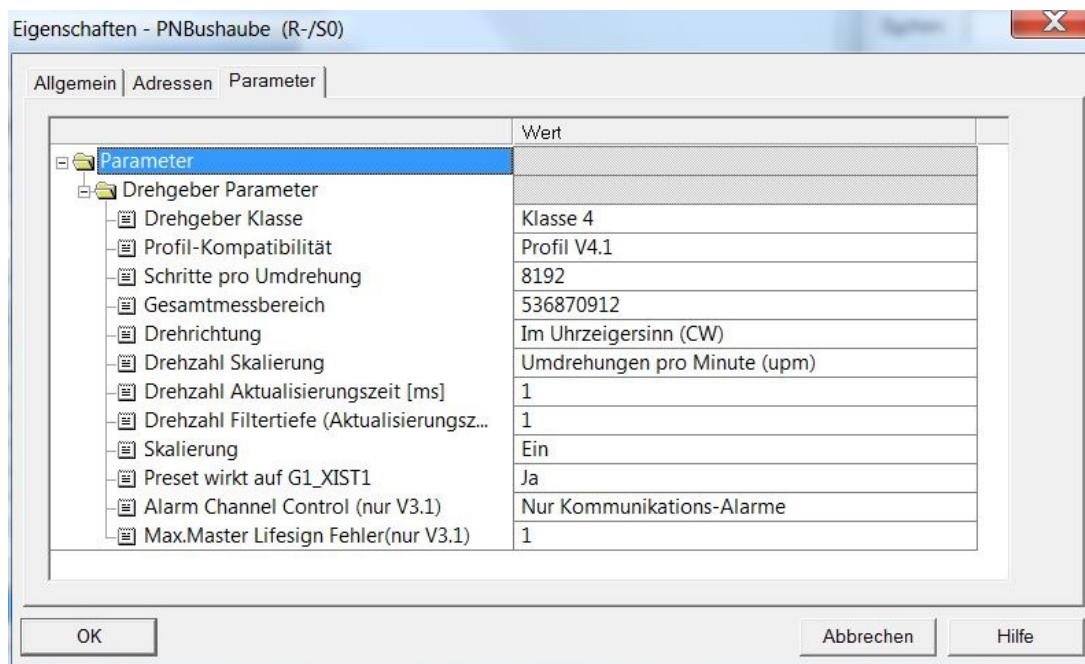 Eigenschaften - PNBushaube (R-/S0)
Allgemein Adressen Parameter
Wert
Parameter
Drehgeber Parameter
Drehgeber Klasse Klasse 4
Profil-Kompatibilität Profil V4.1
Schritte pro Umdrehung 8192
Gesamtmessbereich 536870912
Drehrichtung Im Uhrzeigersinn (CW)
Drehzahl Skalierung Umdrehungen pro Minute (upm)
Drehzahl Aktualisierungszeit [ms] 1
Drehzahl Filtertiefe (Aktualisierungsz... 1
Skalierung Ein
Preset wirkt auf G1_XIST1 Ja
Alarm Channel Control (nur V3.1) Nur Kommunikations-Alarme
Max.Master Lifesign Fehler(nur V3.1) 1
OK Abbrechen Hilfe